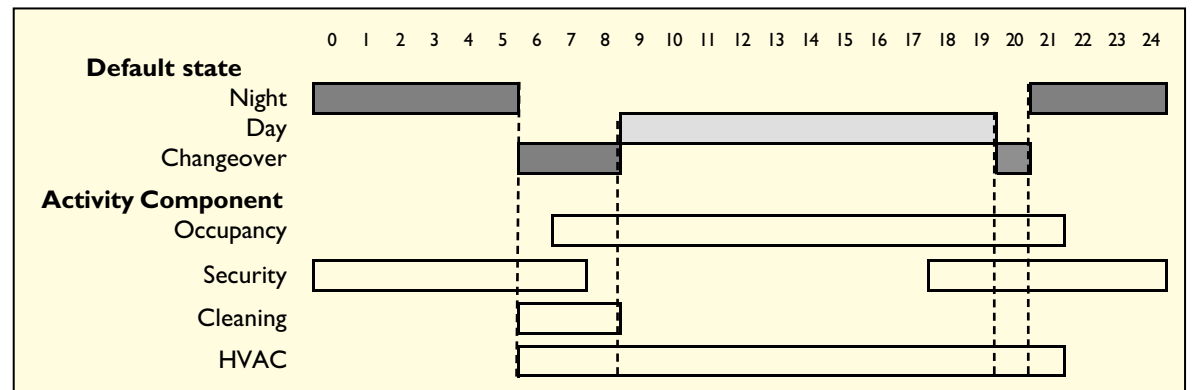 0 1 2 3 4 5 6 7 8 9 10 11 12 13 14 15 16 17 18 19 20 21 22 23 24
Default state
Night
Day
Changeover
Activity Component
Occupancy
Security
Cleaning
HVAC